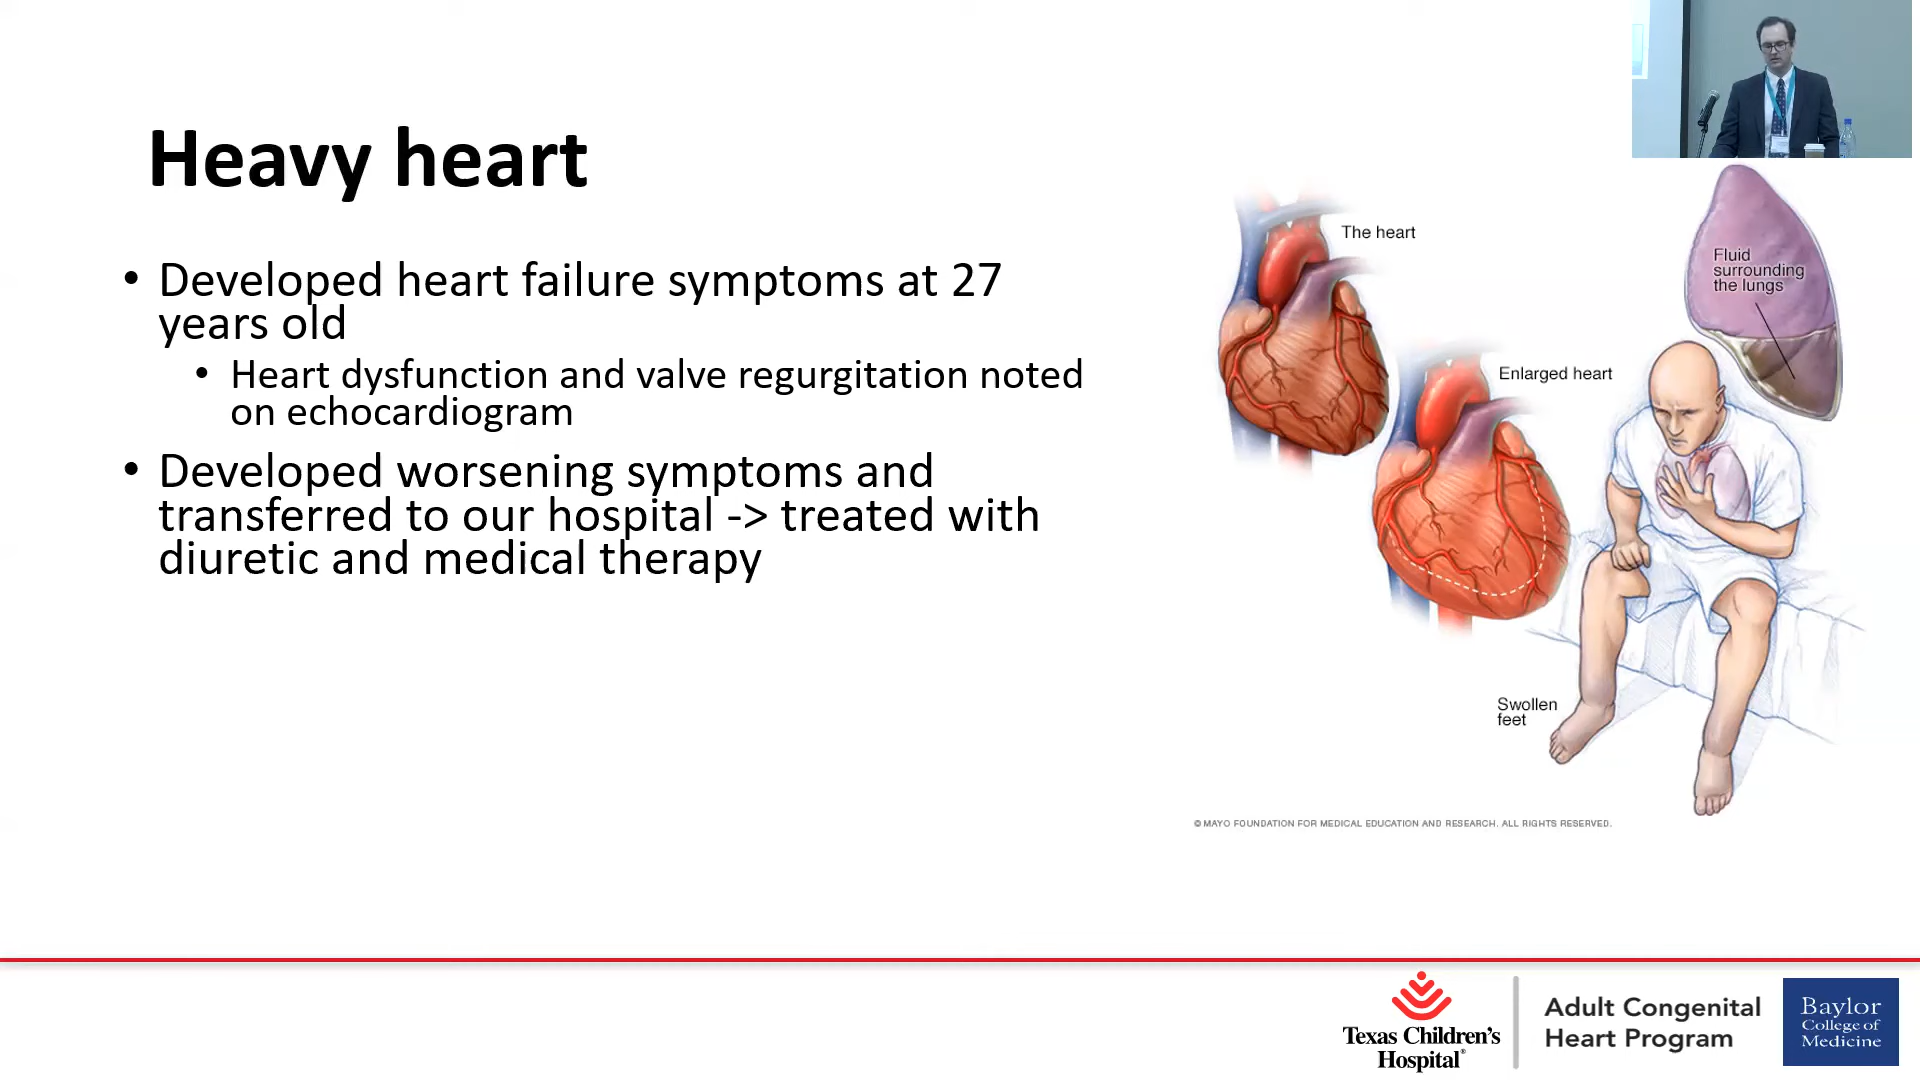 Heavy heart
• Developed heart failure symptoms at 27
years old
• Heart dysfunction and valve regurgitation noted
on echocardiogram
• Developed worsening symptoms and
transferred to our hospital -> treated with
diuretic and medical therapy
The heart
Fluid
surrounding
the lungs
Enlarged heart
Swollen
feet
© MAYO FOUNDATION FOR MEDICAL EDUCATION AND RESEARCH. ALL RIGHTS RESERVED.
Texas Children's
Hospital®
Adult Congenital
Heart Program
Baylor
College of
Medicine